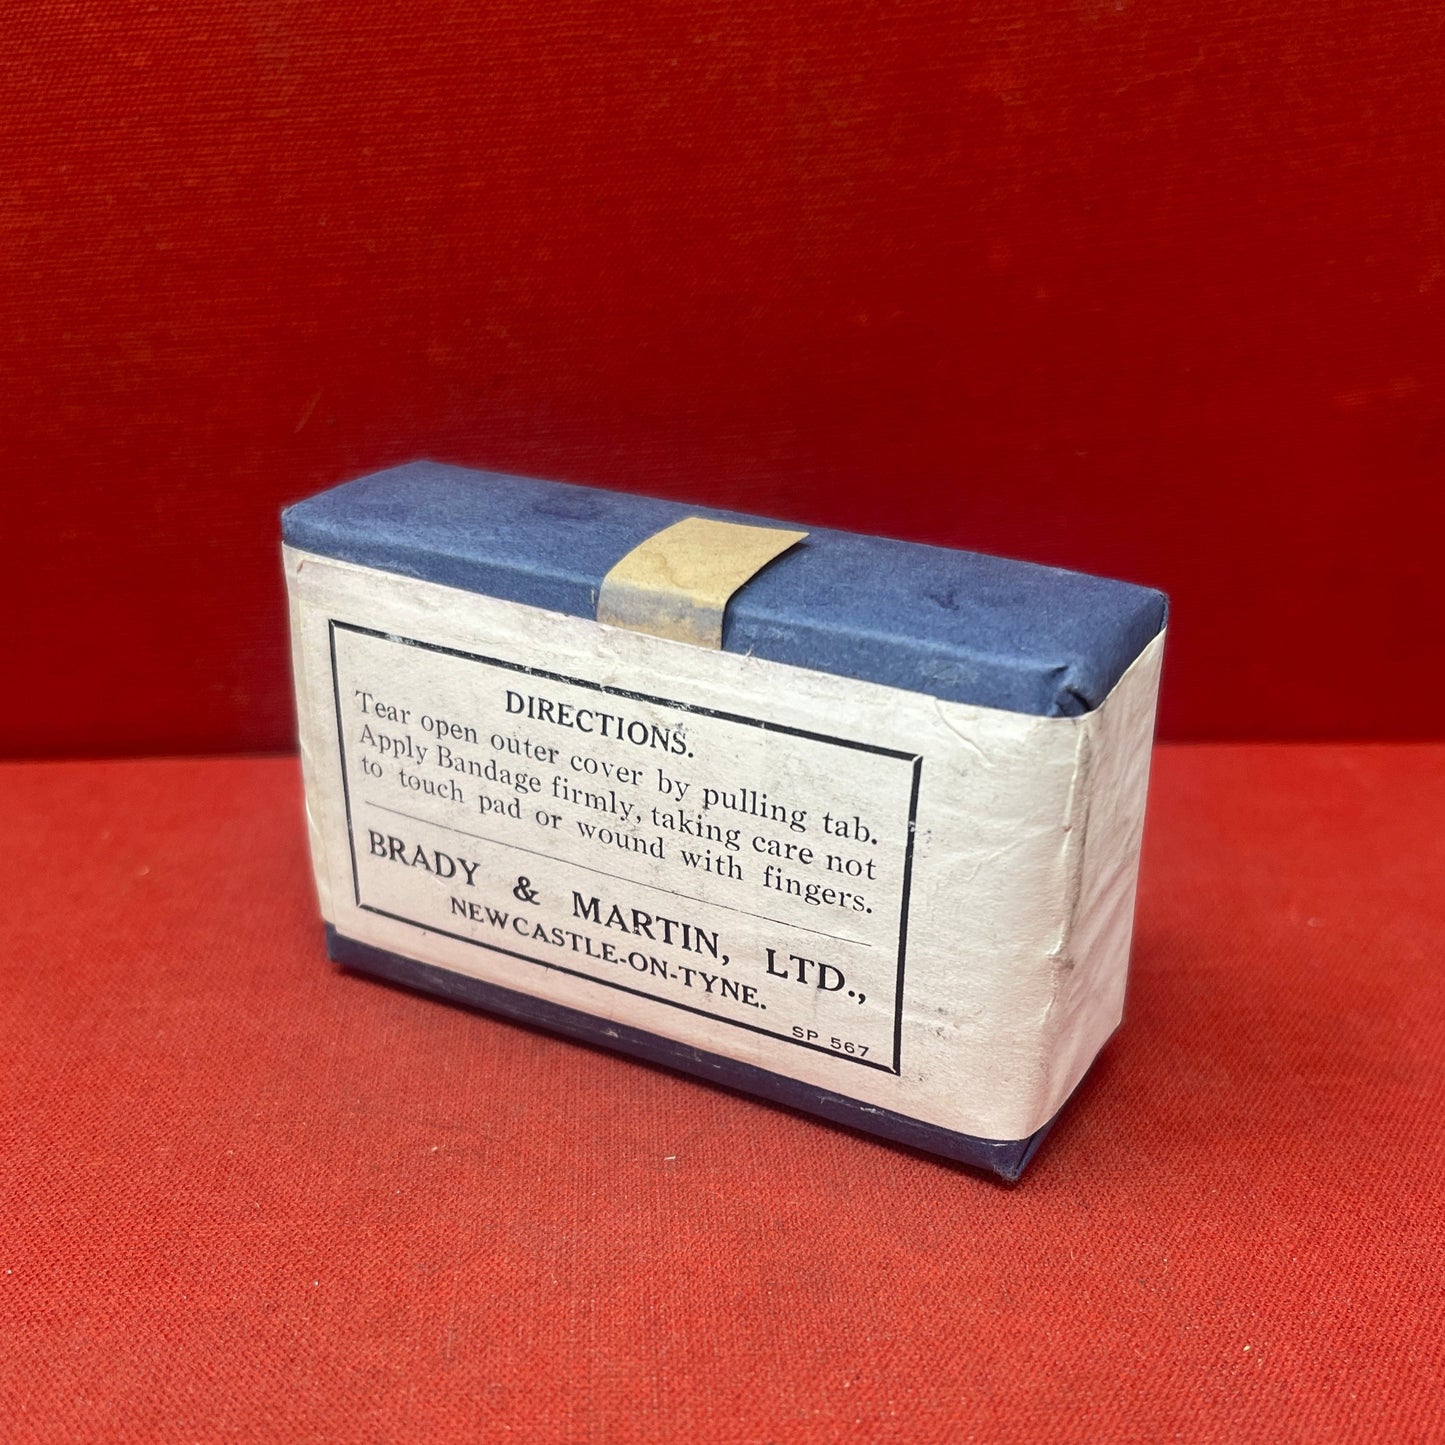 DIRECTIONS.
Tear open outer cover by pulling tab.
Apply Bandage firmly, taking care not
to touch pad or wound with fingers.
BRADY & MARTIN, LTD.,
NEWCASTLE-ON-TYNE.
SP 567